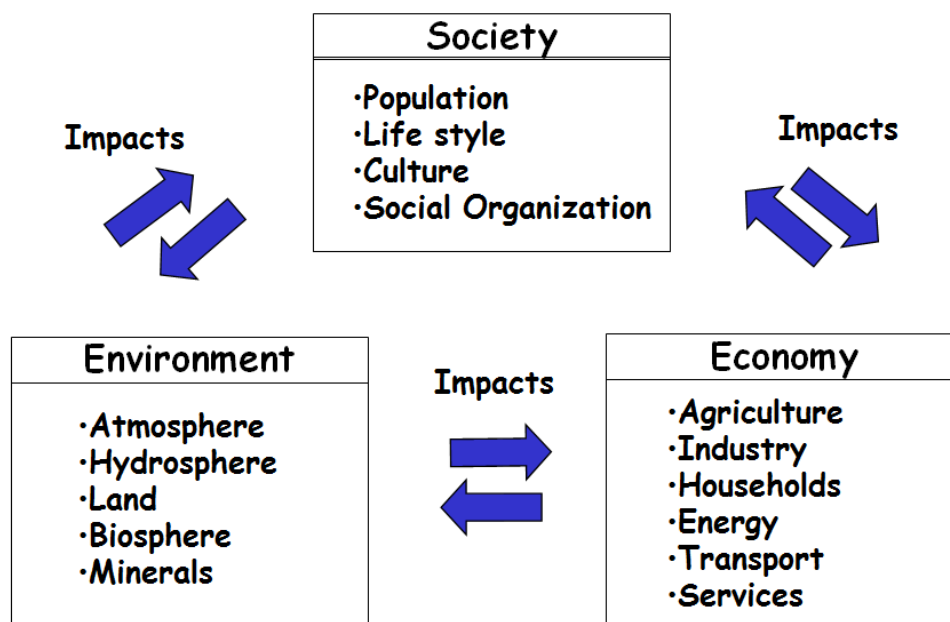 Society
·Population
·Life style
·Culture
·Social Organization
Impacts
Impacts
Environment
·Atmosphere
·Hydrosphere
·Land
·Biosphere
·Minerals
Impacts
Economy
·Agriculture
·Industry
·Households
·Energy
·Transport
·Services